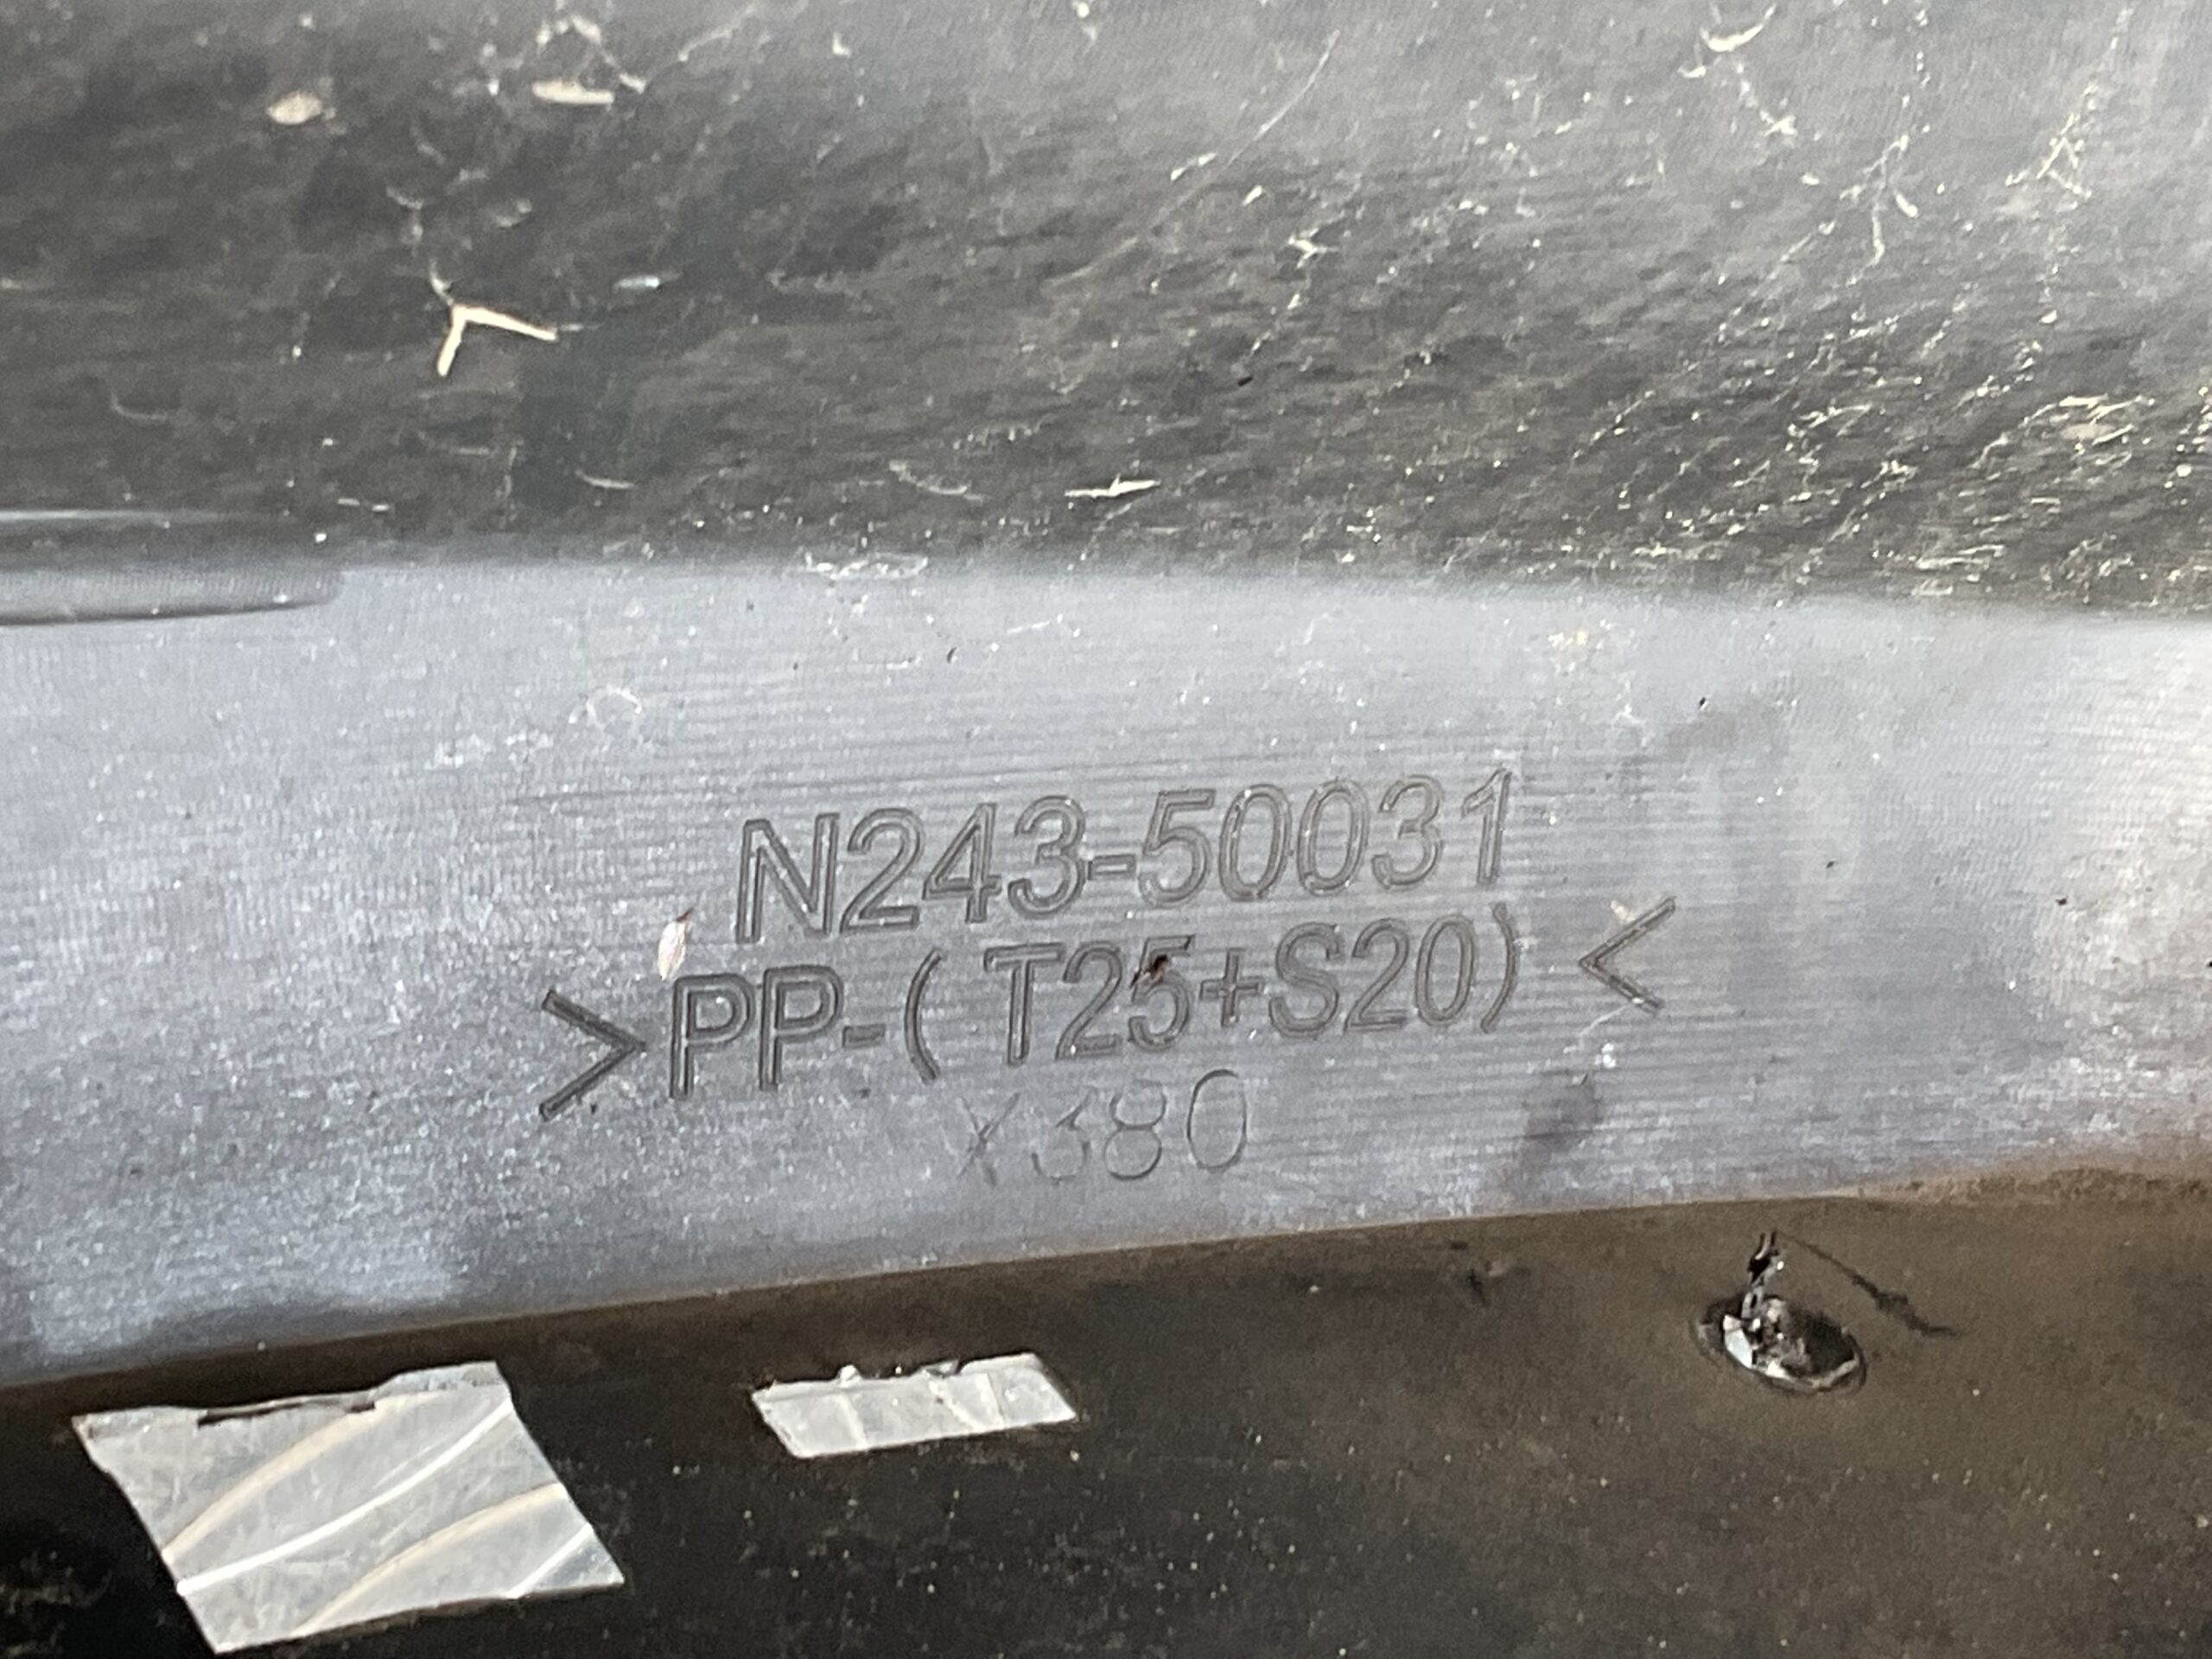 N243-50031
>PP-( T25+S20) <
X380